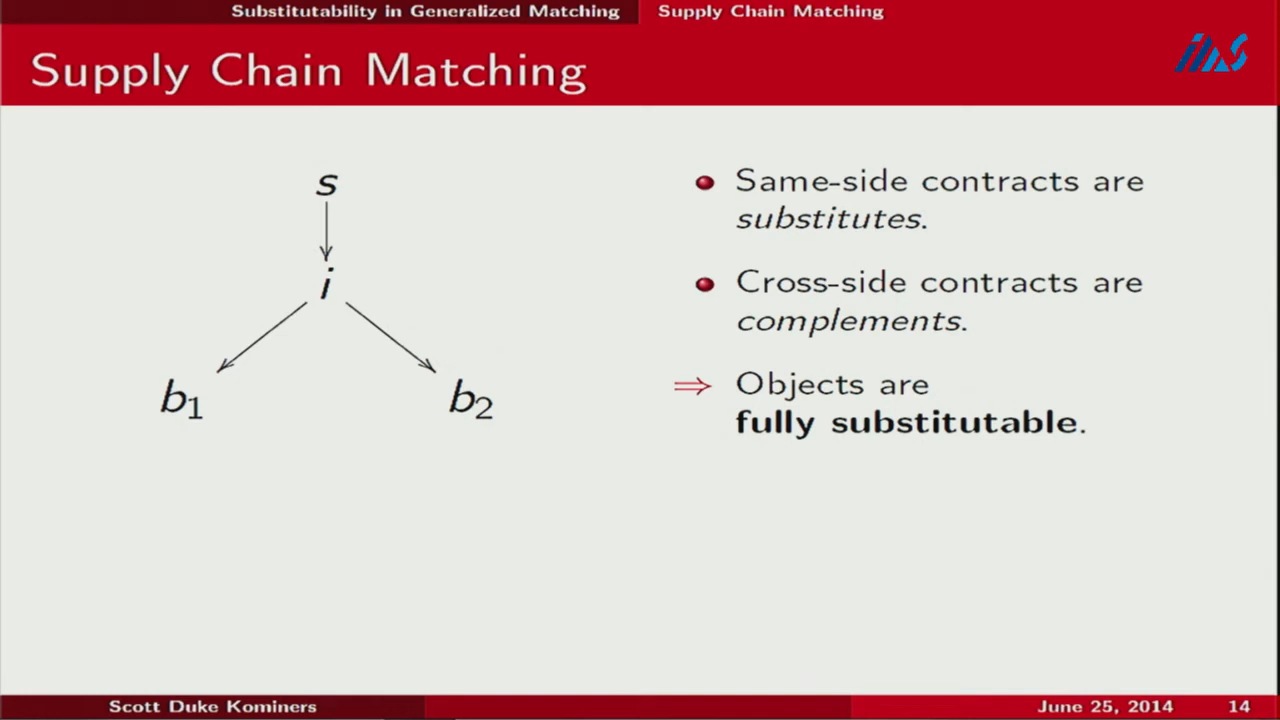 Substitutability in Generalized Matching Supply Chain Matching
Supply Chain Matching
iMS
s
i
b₁ b₂
Same-side contracts are
substitutes.
Cross-side contracts are
complements.
⇒ Objects are
fully substitutable.
Scott Duke Kominers June 25, 2014 14